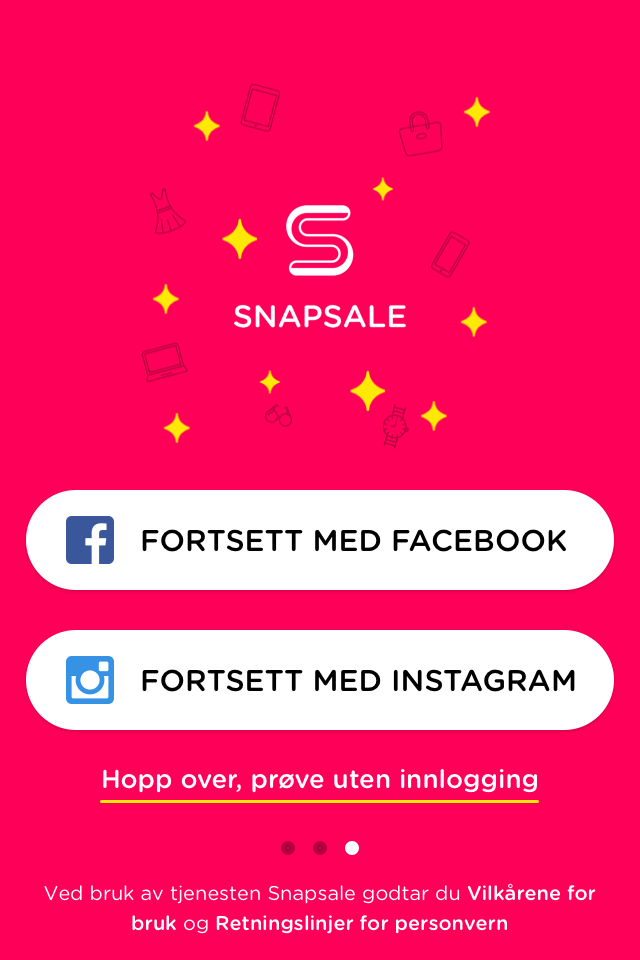 SNAPSALE
FORTSETT MED FACEBOOK
FORTSETT MED INSTAGRAM
Hopp over, prøve uten innlogging
Ved bruk av tjenesten Snapsale godtar du Vilkårene for
bruk og Retningslinjer for personvern